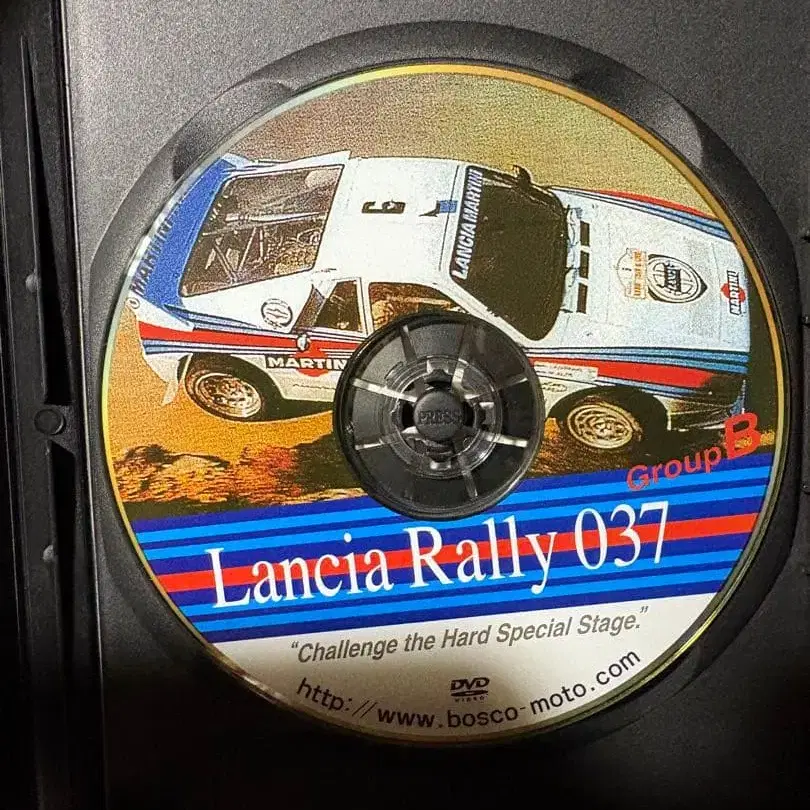 MARTINI
6
LANCIA MARTINI
MARTINI
MARTINI
PRESS
Group B
Lancia Rally 037
“Challenge the Hard Special Stage.”
DVD
VIDEO
http://www.bosco-moto.com